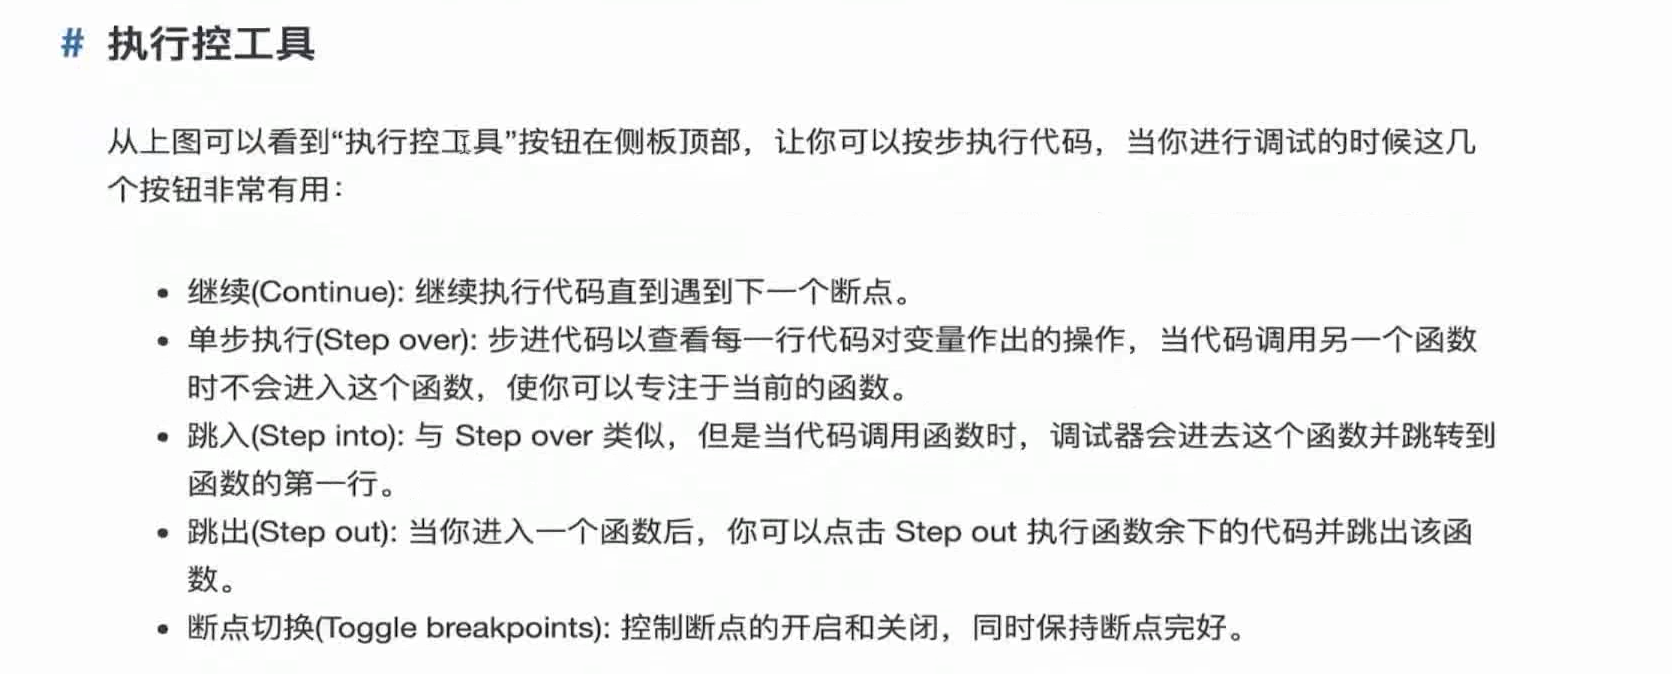 # 执行控工具
从上图可以看到“执行控工具”按钮在侧板顶部，让你可以按步执行代码，当你进行调试的时候这几
个按钮非常有用：
• 继续(Continue): 继续执行代码直到遇到下一个断点。
• 单步执行(Step over): 步进代码以查看每一行代码对变量作出的操作，当代码调用另一个函数
时不会进入这个函数，使你可以专注于当前的函数。
• 跳入(Step into): 与 Step over 类似，但是当代码调用函数时，调试器会进去这个函数并跳转到
函数的第一行。
• 跳出(Step out): 当你进入一个函数后，你可以点击 Step out 执行函数余下的代码并跳出该函
数。
• 断点切换(Toggle breakpoints): 控制断点的开启和关闭，同时保持断点完好。